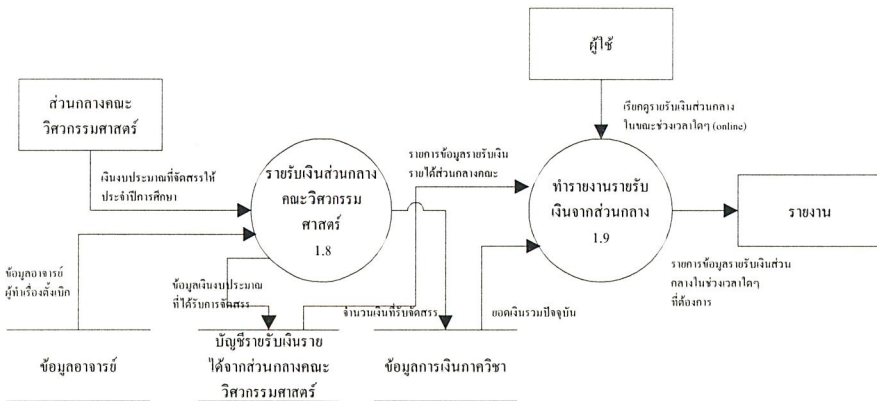 ผู้ใช้
ส่วนกลางคณะ
วิศวกรรมศาสตร์
เรียกดูรายรับเงินส่วนกลาง
ในขณะช่วงเวลาใดๆ (online)
เงินงบประมาณที่จัดสรรให้
ประจำปีการศึกษา
รายรับเงินส่วนกลาง
คณะวิศวกรรม
ศาสตร์
1.8
รายการข้อมูลรายรับเงิน
รายได้ส่วนกลางคณะ
ทำรายงานรายรับ
เงินจากส่วนกลาง
1.9
รายงาน
ข้อมูลอาจารย์
ผู้ทำเรื่องตั้งเบิก
ข้อมูลเงินงบประมาณ
ที่ได้รับการจัดสรร
รายการข้อมูลรายรับเงินส่วน
กลางในช่วงเวลาใดๆ
ที่ต้องการ
จำนวนเงินที่รับจัดสรร
ยอดเงินรวมปัจจุบัน
ข้อมูลอาจารย์
บัญชีรายรับเงินราย
ได้จากส่วนกลางคณะ
วิศวกรรมศาสตร์
ข้อมูลการเงินภาควิชา